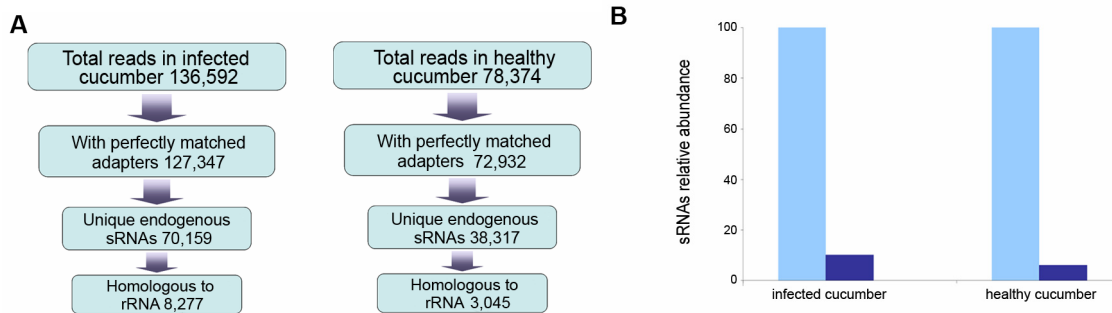 A
Total reads in infected
cucumber 136,592
With perfectly matched
adapters 127,347
Unique endogenous
sRNAs 70,159
Homologous to
rRNA 8,277
Total reads in healthy
cucumber 78,374
With perfectly matched
adapters 72,932
Unique endogenous
sRNAs 38,317
Homologous to
rRNA 3,045
B
sRNAs relative abundance
100
80
60
40
20
0
infected cucumber
healthy cucumber